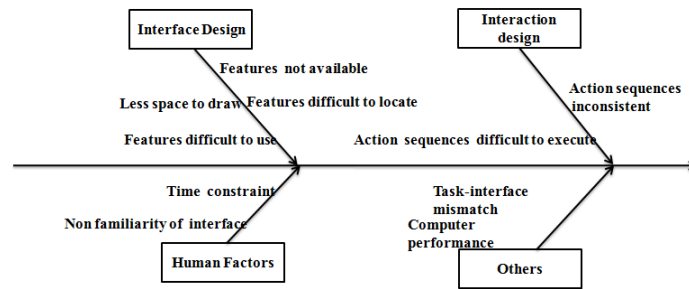 Interface Design
Interaction
design
Features not available
Less space to draw
Features difficult to locate
Action sequences
inconsistent
Features difficult to use
Action sequences difficult to execute
Time constraint
Task-interface
mismatch
Non familiarity of interface
Computer
performance
Human Factors
Others